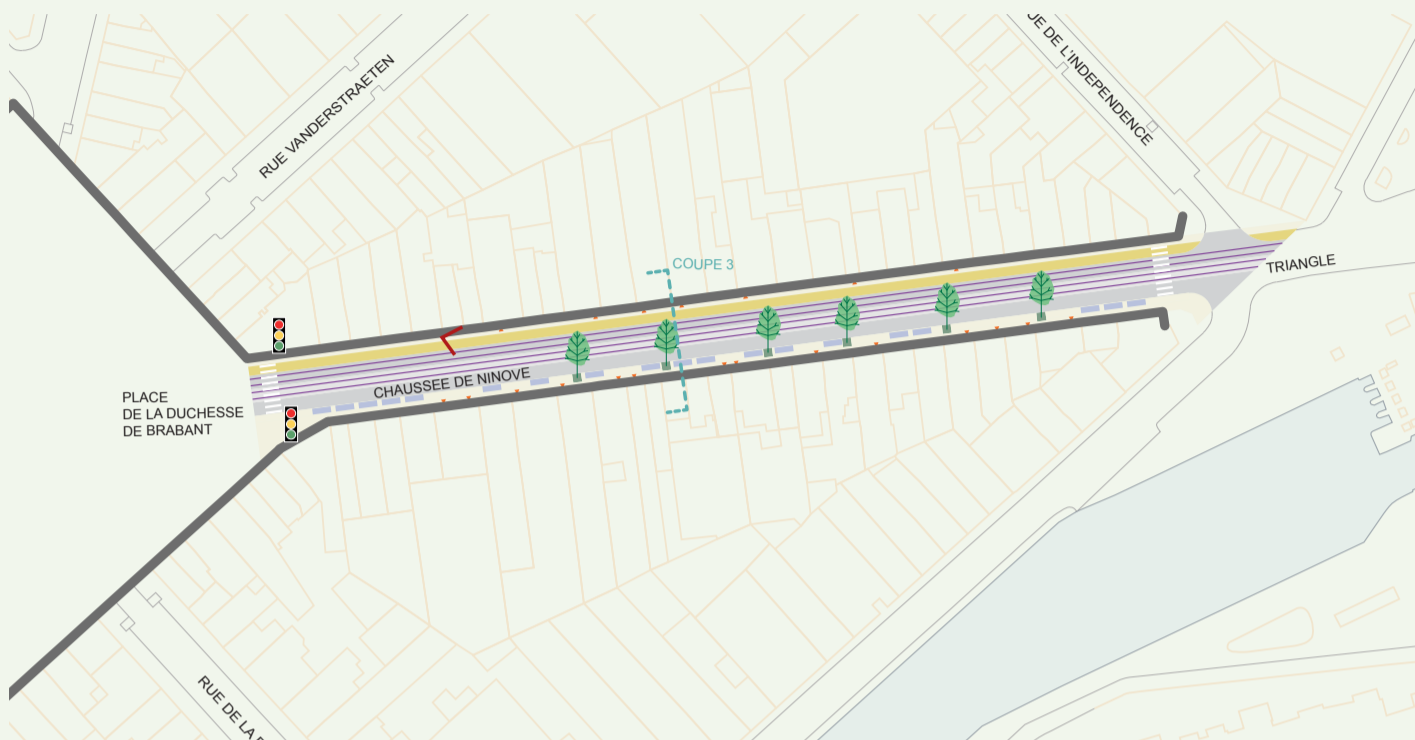 UE DE L'INDEPENDENCE
RUE VANDERSTRAETEN
COUPE 3
TRIANGLE
CHAUSSEE DE NINOVE
PLACE
DE LA DUCHESSE
DE BRABANT
RUE DE LA